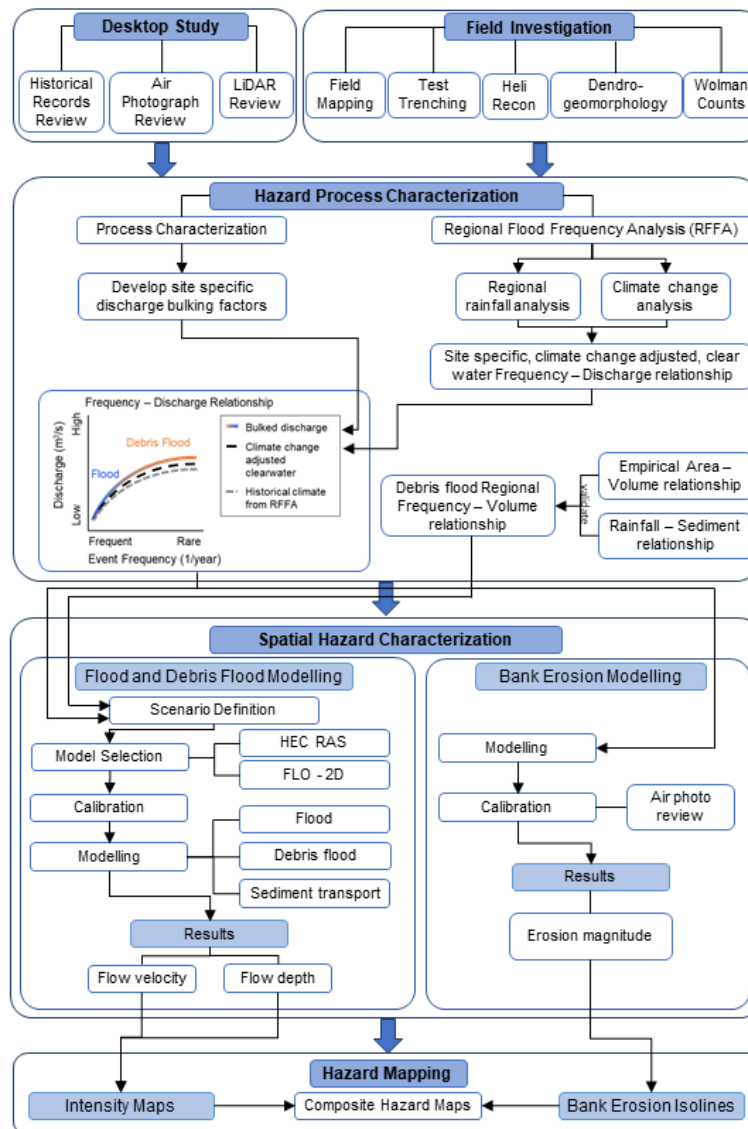 Desktop Study
Historical
Records
Review
Air
Photograph
Review
LiDAR
Review
Field Investigation
Field
Mapping
Test
Trenching
Heli
Recon
Dendro-
geomorphology
Wolman
Counts
Hazard Process Characterization
Process Characterization
Develop site specific
discharge bulking factors
Regional Flood Frequency Analysis (RFFA)
Regional
rainfall analysis
Climate change
analysis
Site specific, climate change adjusted, clear
water Frequency – Discharge relationship
Frequency – Discharge Relationship
Discharge (m³/s)
High
Low
Debris Flood
Flood
Frequent
Rare
Event Frequency (1/year)
Bulked discharge
Climate change
adjusted
clearwater
Historical climate
from RFFA
Debris flood Regional
Frequency – Volume
relationship
validate
Empirical Area –
Volume relationship
Rainfall – Sediment
relationship
Spatial Hazard Characterization
Flood and Debris Flood Modelling
Scenario Definition
Model Selection
HEC RAS
FLO - 2D
Calibration
Modelling
Flood
Debris flood
Sediment transport
Results
Flow velocity
Flow depth
Bank Erosion Modelling
Modelling
Calibration
Air photo
review
Results
Erosion magnitude
Hazard Mapping
Intensity Maps
Composite Hazard Maps
Bank Erosion Isolines